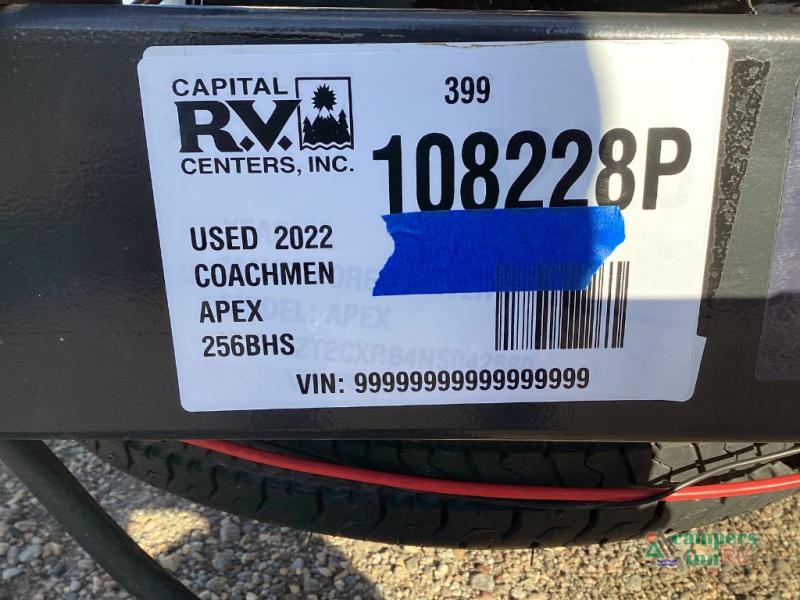 CAPITAL
R.V.
CENTERS, INC.
399
108228P
USED 2022
COACHMEN
APEX
256BHS
VIN: 99999999999999999
campers
inn RV